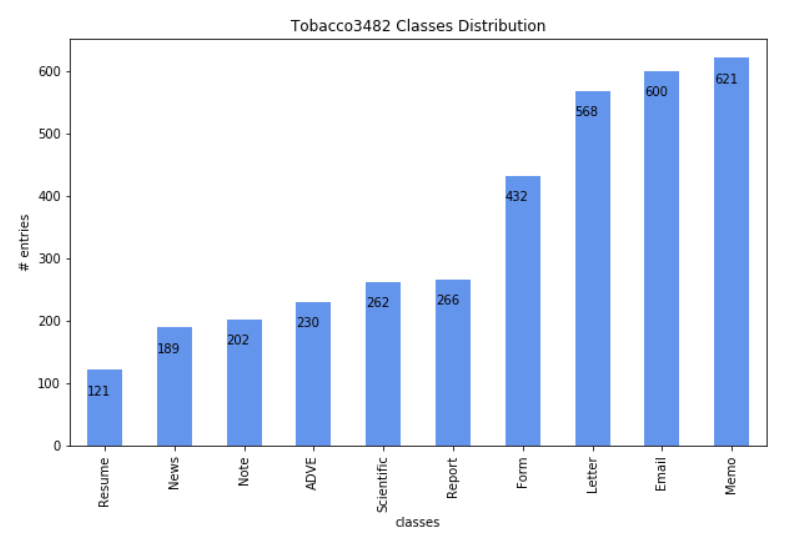 Tobacco3482 Classes Distribution
# entries
600
500
400
300
200
100
0
121
189
202
230
262
266
432
568
600
621
Resume
News
Note
ADVE
Scientific
Report
Form
Letter
Email
Memo
classes